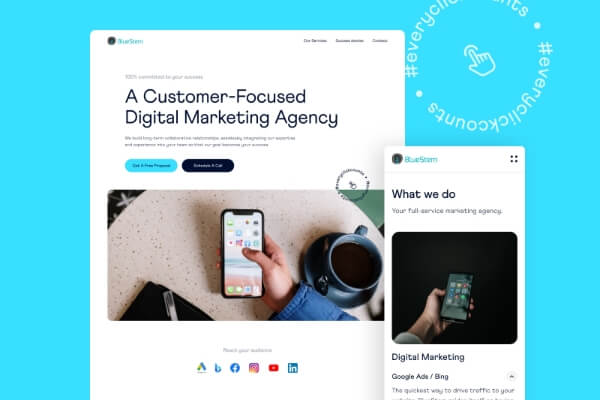 BlueStem
Our Services Success stories Contact
100% committed to your success
A Customer-Focused
Digital Marketing Agency
We build long-term collaborative relationships, seamlessly integrating our expertise
and experience into your team so that our goal becomes your success.
Get A Free Proposal Schedule A Call
#everyclickcounts
Reach your audience
#everyclickcounts • #everyclickcounts •
BlueStem
What we do
Your full-service marketing agency.
Digital Marketing
Google Ads / Bing
The quickest way to drive traffic to your